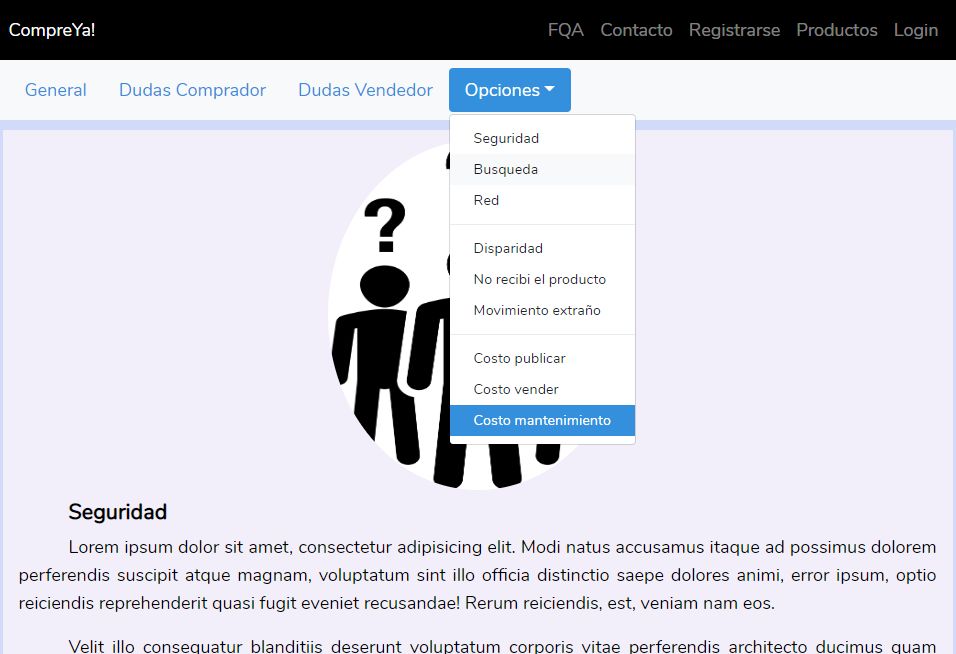 CompreYa! FQA Contacto Registrarse Productos Login
General Dudas Comprador Dudas Vendedor Opciones
Seguridad
Busqueda
Red
Disparidad
No recibi el producto
Movimiento extraño
Costo publicar
Costo vender
Costo mantenimiento
?
Seguridad
Lorem ipsum dolor sit amet, consectetur adipisicing elit. Modi natus accusamus itaque ad possimus dolorem
perferendis suscipit atque magnam, voluptatum sint illo officia distinctio saepe dolores animi, error ipsum, optio
reiciendis reprehenderit quasi fugit eveniet recusandae! Rerum reiciendis, est, veniam nam eos.
Velit illo consequatur blanditiis deserunt voluptatum corporis vitae perferendis architecto ducimus quam